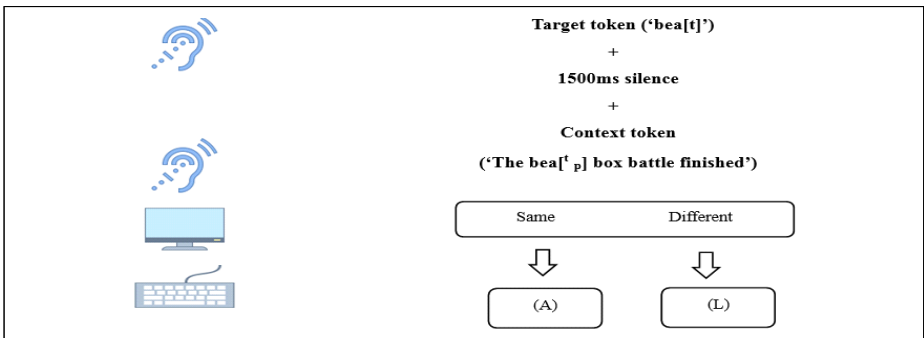 Target token (‘bea[t]’)
+
1500ms silence
+
Context token
(‘The bea[ᵗ ₚ] box battle finished’)
Same Different
(A) (L)